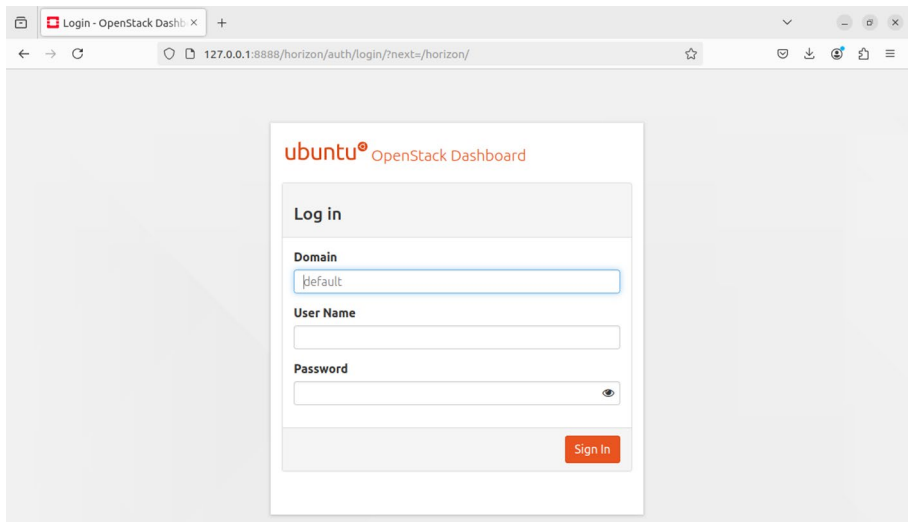 Login - OpenStack Dashb
127.0.0.1:8888/horizon/auth/login/?next=/horizon/
ubuntu OpenStack Dashboard
Log in
Domain
default
User Name
Password
Sign In